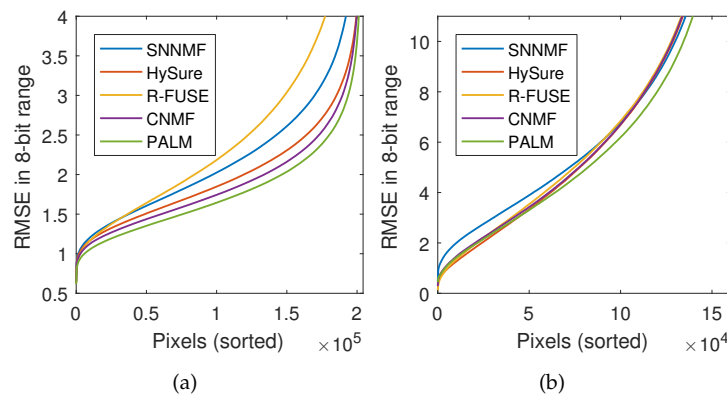 4
3.5
3
2.5
2
1.5
1
0.5
RMSE in 8-bit range
SNNMF
HySure
R-FUSE
CNMF
PALM
0 0.5 1 1.5 2
Pixels (sorted) ×10^5
(a)
10
8
6
4
2
0
RMSE in 8-bit range
SNNMF
HySure
R-FUSE
CNMF
PALM
0 5 10 15
Pixels (sorted) ×10^4
(b)